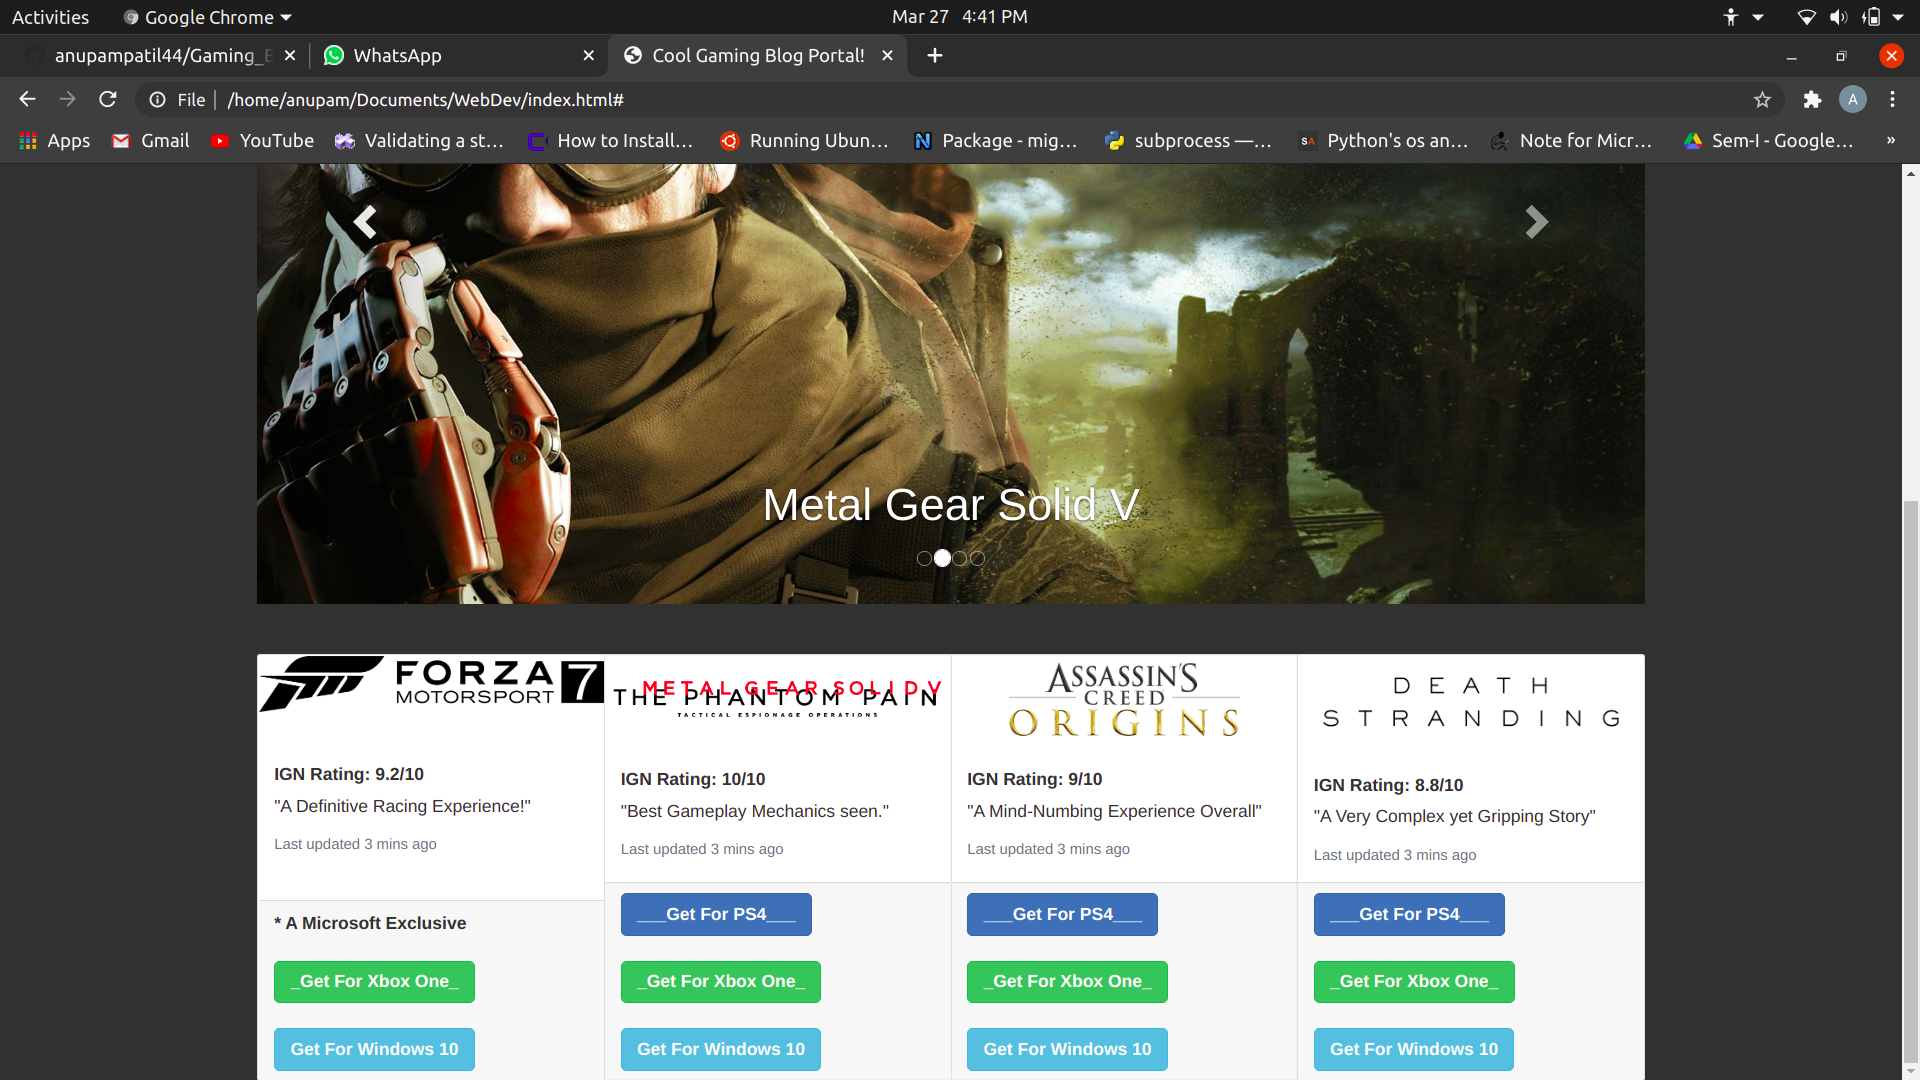 Activities
Google Chrome
Mar 27 4:41 PM
anupampatil44/Gaming_B
WhatsApp
Cool Gaming Blog Portal!
File
/home/anupam/Documents/WebDev/index.html#
A
Apps
Gmail
YouTube
Validating a st...
How to Install...
Running Ubun...
Package - mig...
subprocess —...
SA
Python's os an...
Note for Micr...
Sem-I - Google...
»
Metal Gear Solid V
FORZA 7
MOTORSPORT
IGN Rating: 9.2/10
"A Definitive Racing Experience!"
Last updated 3 mins ago
* A Microsoft Exclusive
_Get For Xbox One_
Get For Windows 10
METAL GEAR SOLID V
THE PHANTOM PAIN
TACTICAL ESPIONAGE OPERATIONS
IGN Rating: 10/10
"Best Gameplay Mechanics seen."
Last updated 3 mins ago
___Get For PS4___
_Get For Xbox One_
Get For Windows 10
ASSASSIN'S
CREED
ORIGINS
IGN Rating: 9/10
"A Mind-Numbing Experience Overall"
Last updated 3 mins ago
___Get For PS4___
_Get For Xbox One_
Get For Windows 10
DEATH
STRANDING
IGN Rating: 8.8/10
"A Very Complex yet Gripping Story"
Last updated 3 mins ago
___Get For PS4___
_Get For Xbox One_
Get For Windows 10